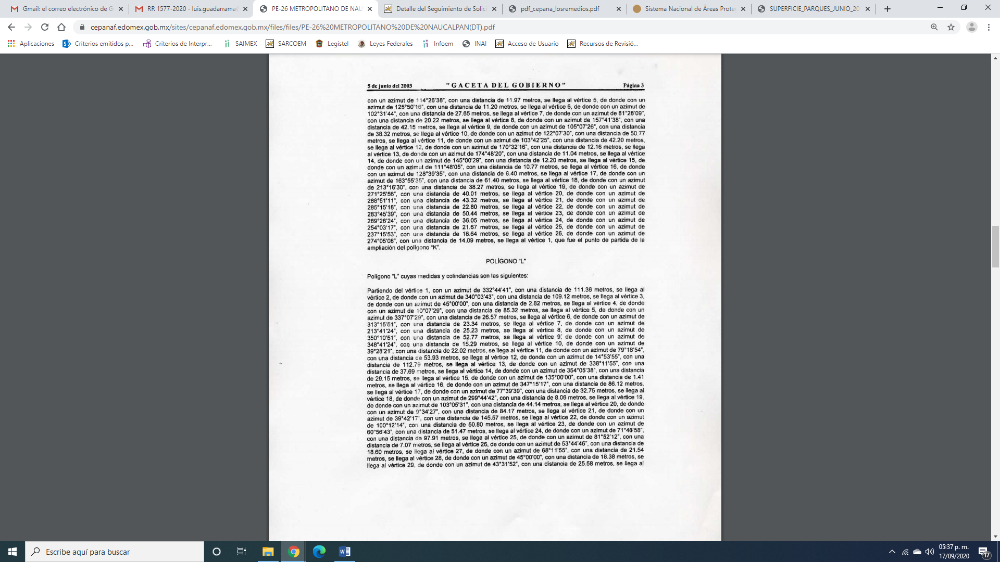 Gmail: el correo electrónico de G
RR 1577-2020 - luis.guadarrama
PE-26 METROPOLITANO DE NAU
Detalle del Seguimiento de Solici
pdf_cepana_losremedios.pdf
Sistema Nacional de Áreas Prote
SUPERFICIE_PARQUES_JUNIO_20
cepanaf.edomex.gob.mx/sites/cepanaf.edomex.gob.mx/files/files/PE-26%20METROPOLITANO%20DE%20NAUCALPAN(DT).pdf
Aplicaciones
Criterios emitidos p...
Criterios de Interpr...
SAIMEX
SARCOEM
Legistel
Leyes Federales
Infoem
INAI
Acceso de Usuario
Recursos de Revisió...
5 de junio del 2003 "GACETA DEL GOBIERNO" Página 3
con un azimut de 114°26'38", con una distancia de 11.97 metros, se llega al vértice 5, de donde con un
azimut de 125°50'16", con una distancia de 11.20 metros, se llega al vértice 6, de donde con un azimut de
102°31'44", con una distancia de 27.65 metros, se llega al vértice 7, de donde con un azimut de 81°28'09",
con una distancia de 20.22 metros, se llega al vértice 8, de donde con un azimut de 157°41'38", con una
distancia de 42.15 metros, se llega al vértice 9, de donde con un azimut de 105°07'26", con una distancia
de 38.32 metros, se llega al vértice 10, de donde con un azimut de 122°07'30", con una distancia de 50.77
metros, se llega al vértice 11, de donde con un azimut de 103°42'25", con una distancia de 42.20 metros,
se llega al vértice 12, de donde con un azimut de 170°32'16", con una distancia de 12.16 metros, se llega
al vértice 13, de donde con un azimut de 174°48'20", con una distancia de 11.04 metros, se llega al vértice
14, de donde con un azimut de 145°00'29", con una distancia de 12.20 metros, se llega al vértice 15, de
donde con un azimut de 111°48'05", con una distancia de 10.77 metros, se llega al vértice 16, de donde
con un azimut de 128°39'35", con una distancia de 6.40 metros, se llega al vértice 17, de donde con un
azimut de 163°55'35", con una distancia de 61.40 metros, se llega al vértice 18, de donde con un azimut
de 213°16'30", con una distancia de 38.27 metros, se llega al vértice 19, de donde con un azimut de
271°25'56", con una distancia de 40.01 metros, se llega al vértice 20, de donde con un azimut de
288°51'11", con una distancia de 43.32 metros, se llega al vértice 21, de donde con un azimut de
285°15'18", con una distancia de 22.80 metros, se llega al vértice 22, de donde con un azimut de
283°45'39", con una distancia de 50.44 metros, se llega al vértice 23, de donde con un azimut de
289°26'24", con una distancia de 36.05 metros, se llega al vértice 24, de donde con un azimut de
254°03'17", con una distancia de 21.67 metros, se llega al vértice 25, de donde con un azimut de
237°15'53", con una distancia de 16.64 metros, se llega al vértice 26, de donde con un azimut de
274°05'08", con una distancia de 14.09 metros, se llega al vértice 1, que fue el punto de partida de la
ampliación del polígono "K".
POLÍGONO "L"
Polígono "L" cuyas medidas y colindancias son las siguientes:
Partiendo del vértice 1, con un azimut de 332°44'41", con una distancia de 111.36 metros, se llega al
vértice 2, de donde con un azimut de 340°03'43", con una distancia de 109.12 metros, se llega al vértice 3,
de donde con un azimut de 45°00'00", con una distancia de 2.82 metros, se llega al vértice 4, de donde
con un azimut de 10°07'29", con una distancia de 85.32 metros, se llega al vértice 5, de donde con un
azimut de 337°07'29", con una distancia de 26.57 metros, se llega al vértice 6, de donde con un azimut de
313°15'51", con una distancia de 23.34 metros, se llega al vértice 7, de donde con un azimut de
213°41'24", con una distancia de 25.23 metros, se llega al vértice 8, de donde con un azimut de
350°10'51", con una distancia de 52.77 metros, se llega al vértice 9, de donde con un azimut de
348°41'24", con una distancia de 15.29 metros, se llega al vértice 10, de donde con un azimut de
39°28'21", con una distancia de 22.02 metros, se llega al vértice 11, de donde con un azimut de 79°18'54",
con una distancia de 53.93 metros, se llega al vértice 12, de donde con un azimut de 14°53'55", con una
distancia de 112.79 metros, se llega al vértice 13, de donde con un azimut de 338°11'55", con una
distancia de 37.69 metros, se llega al vértice 14, de donde con un azimut de 354°05'38", con una distancia
de 29.15 metros, se llega al vértice 15, de donde con un azimut de 135°00'00", con una distancia de 1.41
metros, se llega al vértice 16, de donde con un azimut de 347°15'17", con una distancia de 86.12 metros,
se llega al vértice 17, de donde con un azimut de 77°39'39", con una distancia de 32.75 metros, se llega al
vértice 18, de donde con un azimut de 299°44'42", con una distancia de 8.06 metros, se llega al vértice 19,
de donde con un azimut de 103°05'31", con una distancia de 44.14 metros, se llega al vértice 20, de donde
con un azimut de 9°34'27", con una distancia de 84.17 metros, se llega al vértice 21, de donde con un
azimut de 39°42'17", con una distancia de 145.57 metros, se llega al vértice 22, de donde con un azimut
de 100°12'14", con una distancia de 50.80 metros, se llega al vértice 23, de donde con un azimut de
60°56'43", con una distancia de 51.47 metros, se llega al vértice 24, de donde con un azimut de 71°46'58",
con una distancia de 97.91 metros, se llega al vértice 25, de donde con un azimut de 81°52'12", con una
distancia de 7.07 metros, se llega al vértice 26, de donde con un azimut de 53°44'46", con una distancia de
18.60 metros, se llega al vértice 27, de donde con un azimut de 68°11'55", con una distancia de 21.54
metros, se llega al vértice 28, de donde con un azimut de 45°00'00", con una distancia de 18.38 metros, se
llega al vértice 29, de donde con un azimut de 43°31'52", con una distancia de 25.58 metros, se llega al
Escribe aquí para buscar
05:37 p. m.
17/09/2020
17